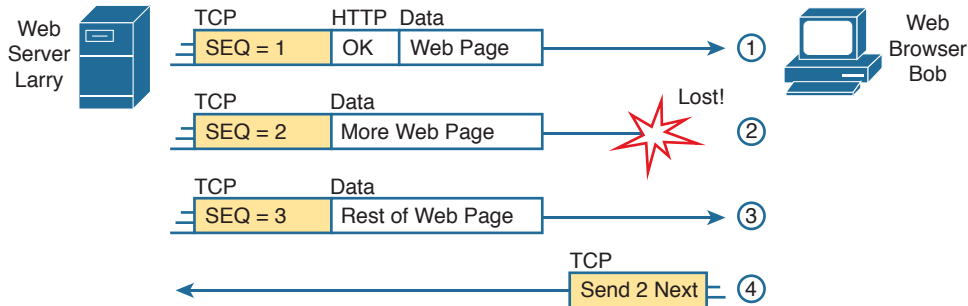 Web
Server
Larry
TCP HTTP Data
SEQ = 1 OK Web Page
1
Web
Browser
Bob
TCP Data
SEQ = 2 More Web Page
Lost!
2
TCP Data
SEQ = 3 Rest of Web Page
3
TCP
Send 2 Next
4